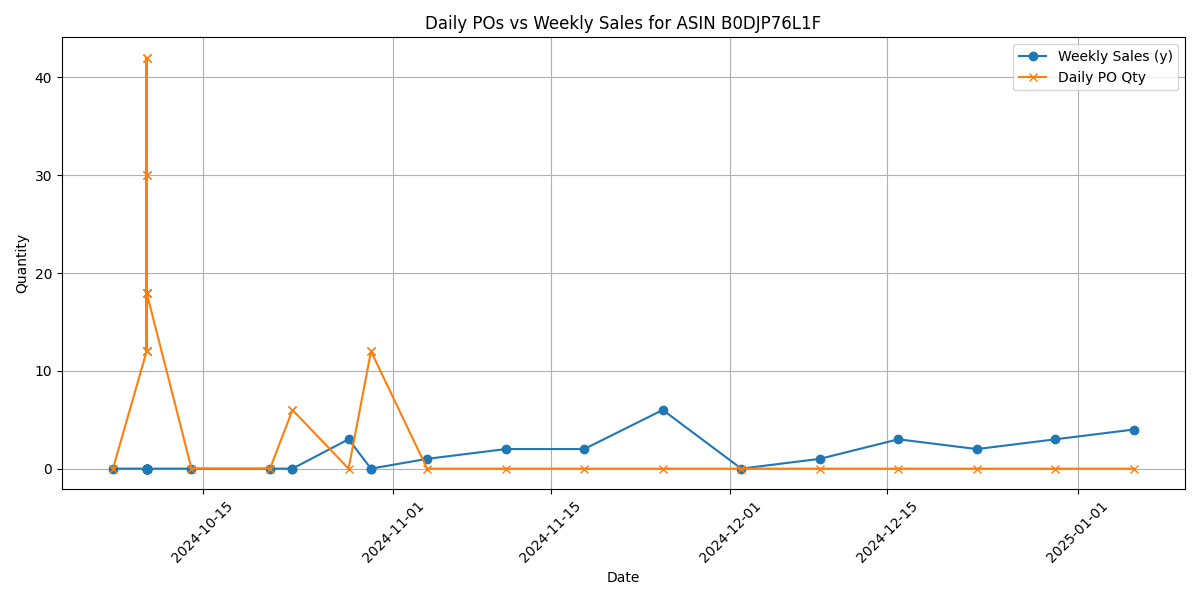 Daily POs vs Weekly Sales for ASIN B0DJP76L1F
Weekly Sales (y)
Daily PO Qty
Quantity
40
30
20
10
0
2024-10-15
2024-11-01
2024-11-15
2024-12-01
2024-12-15
2025-01-01
Date